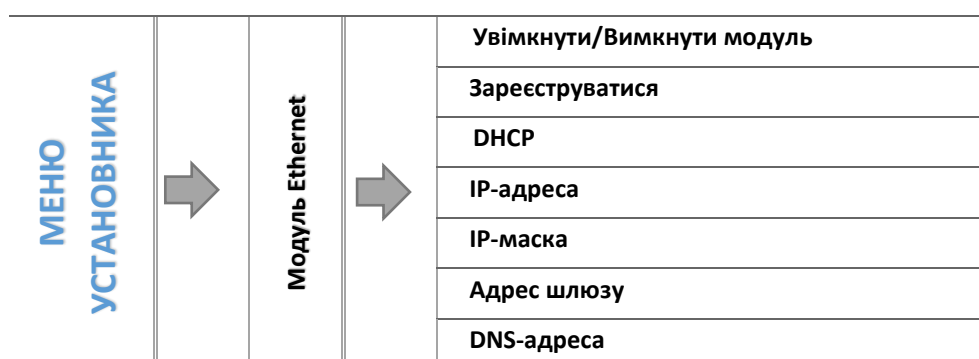 МЕНЮ
УСТАНОВНИКА
Модуль Ethernet
Увімкнути/Вимкнути модуль
Зареєструватися
DHCP
IP-адреса
IP-маска
Адрес шлюзу
DNS-адреса